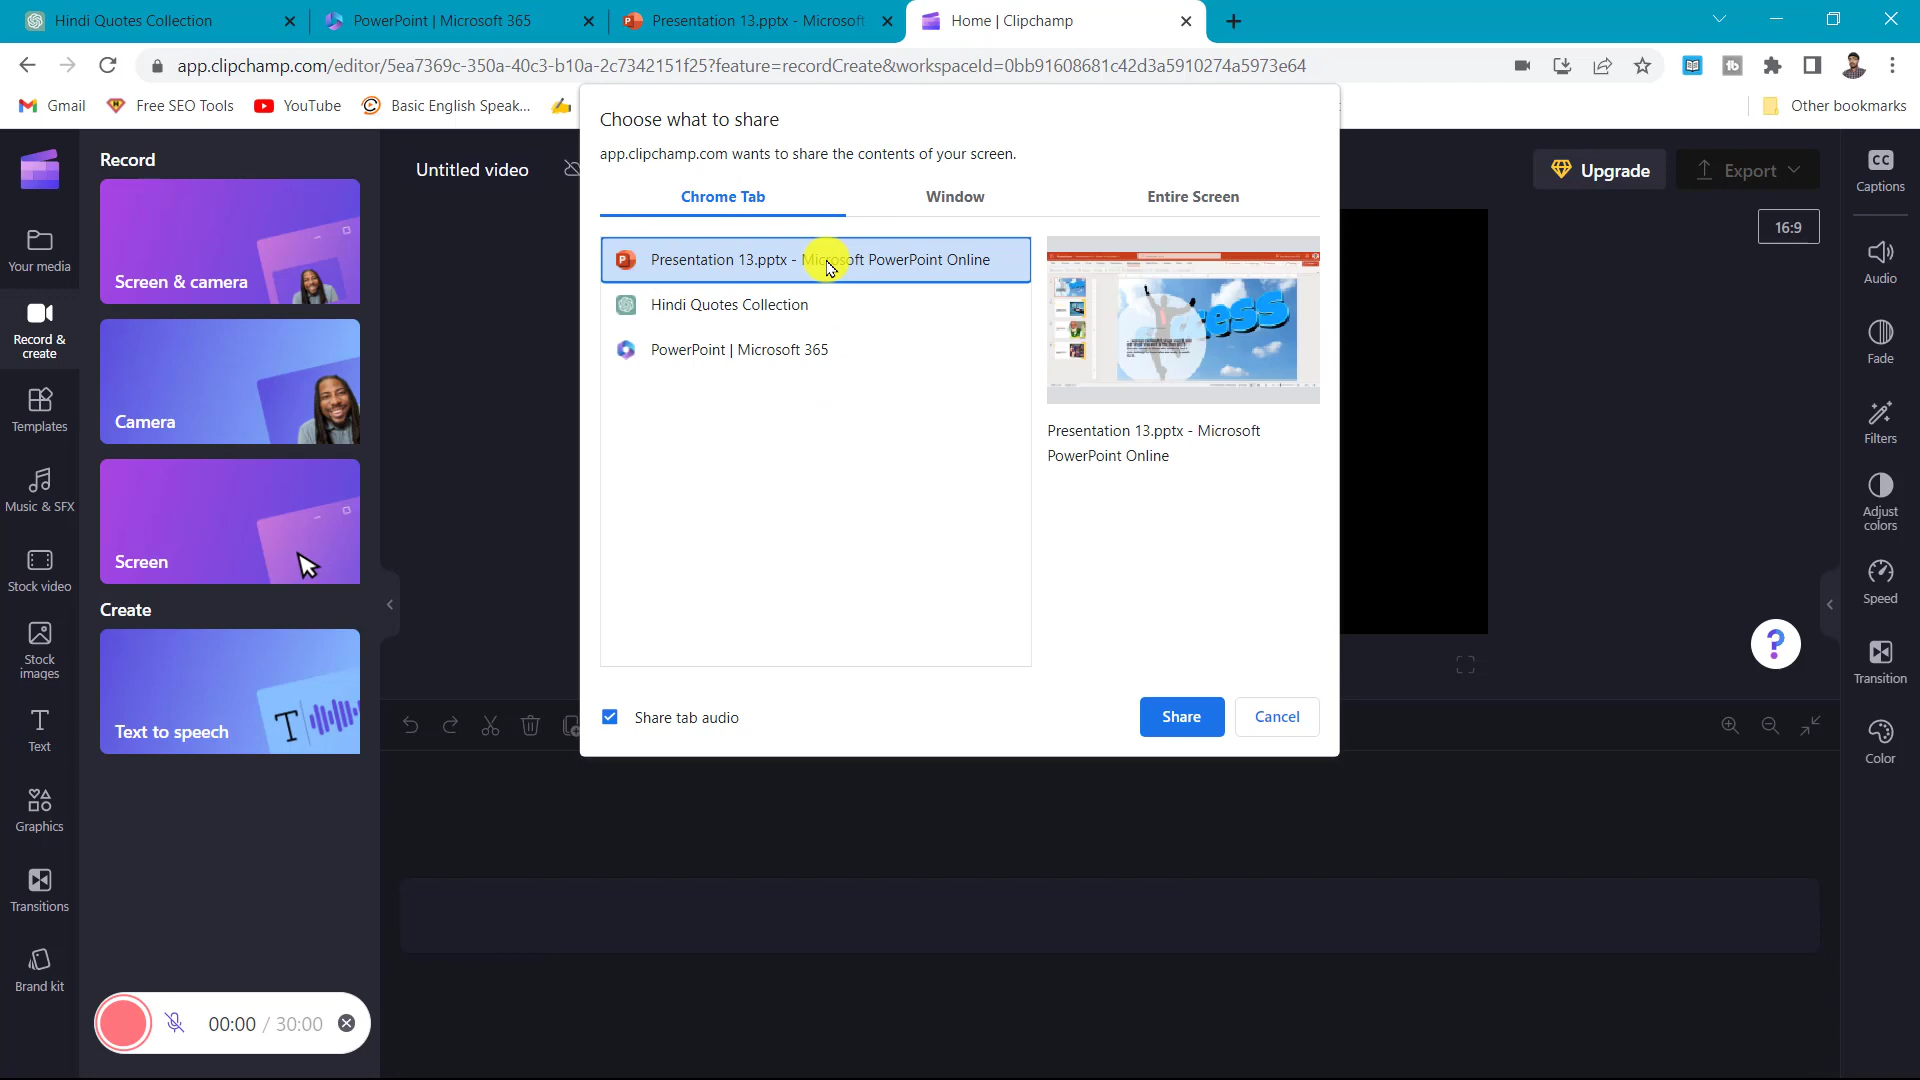 Hindi Quotes Collection
PowerPoint | Microsoft 365
Presentation 13.pptx - Microsoft
Home | Clipchamp
app.clipchamp.com/editor/5ea7369c-350a-40c3-b10a-2c7342151f25?feature=recordCreate&workspaceId=0bb91608681c42d3a5910274a5973e64
Gmail
Free SEO Tools
YouTube
Basic English Speak...
Other bookmarks
Your media
Record &
create
Templates
Music & SFX
Stock video
Stock
images
Text
Graphics
Transitions
Brand kit
Record
Screen & camera
Camera
Screen
Create
Text to speech
00:00 / 30:00
Untitled video
Choose what to share
app.clipchamp.com wants to share the contents of your screen.
Chrome Tab
Window
Entire Screen
Presentation 13.pptx - Microsoft PowerPoint Online
Hindi Quotes Collection
PowerPoint | Microsoft 365
Presentation 13.pptx - Microsoft
PowerPoint Online
Share tab audio
Share
Cancel
Upgrade
Export
16:9
CC
Captions
Audio
Fade
Filters
Adjust
colors
Speed
Transition
Color